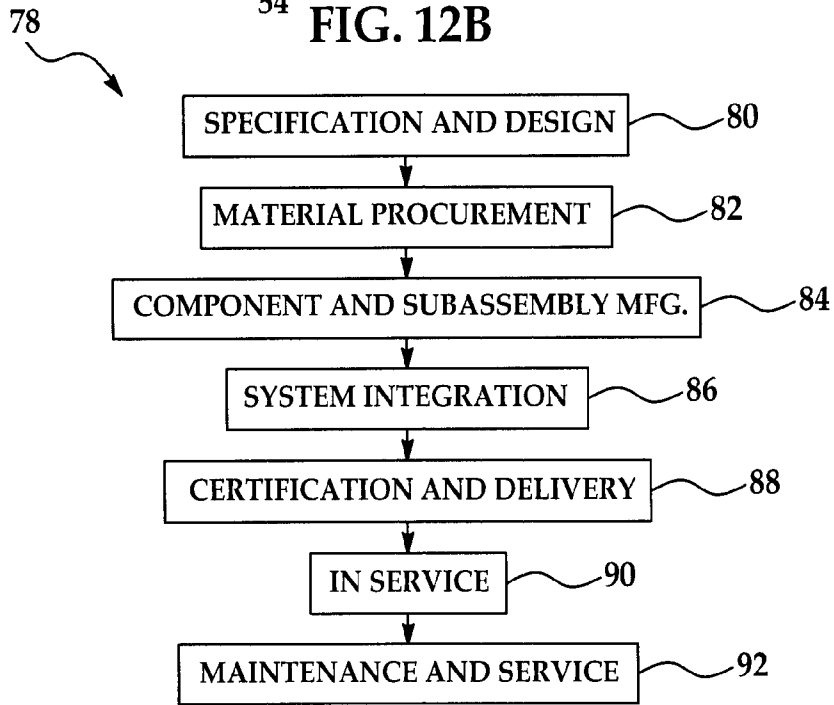 54
FIG. 12B
78
SPECIFICATION AND DESIGN 80
MATERIAL PROCUREMENT 82
COMPONENT AND SUBASSEMBLY MFG. 84
SYSTEM INTEGRATION 86
CERTIFICATION AND DELIVERY 88
IN SERVICE 90
MAINTENANCE AND SERVICE 92